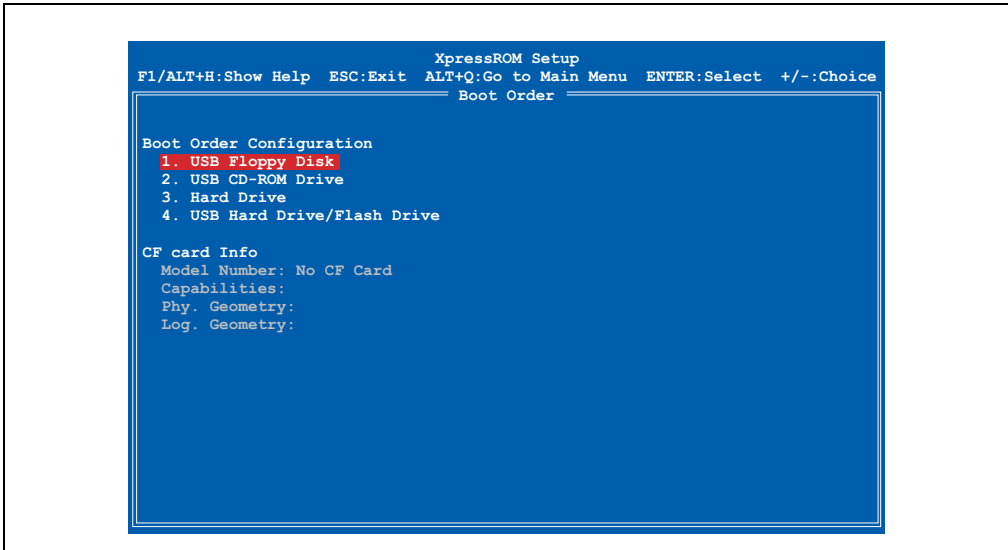 XpressROM Setup
F1/ALT+H:Show Help ESC:Exit ALT+Q:Go to Main Menu ENTER:Select +/-:Choice
Boot Order
Boot Order Configuration
1. USB Floppy Disk
2. USB CD-ROM Drive
3. Hard Drive
4. USB Hard Drive/Flash Drive
CF card Info
Model Number: No CF Card
Capabilities:
Phy. Geometry:
Log. Geometry: